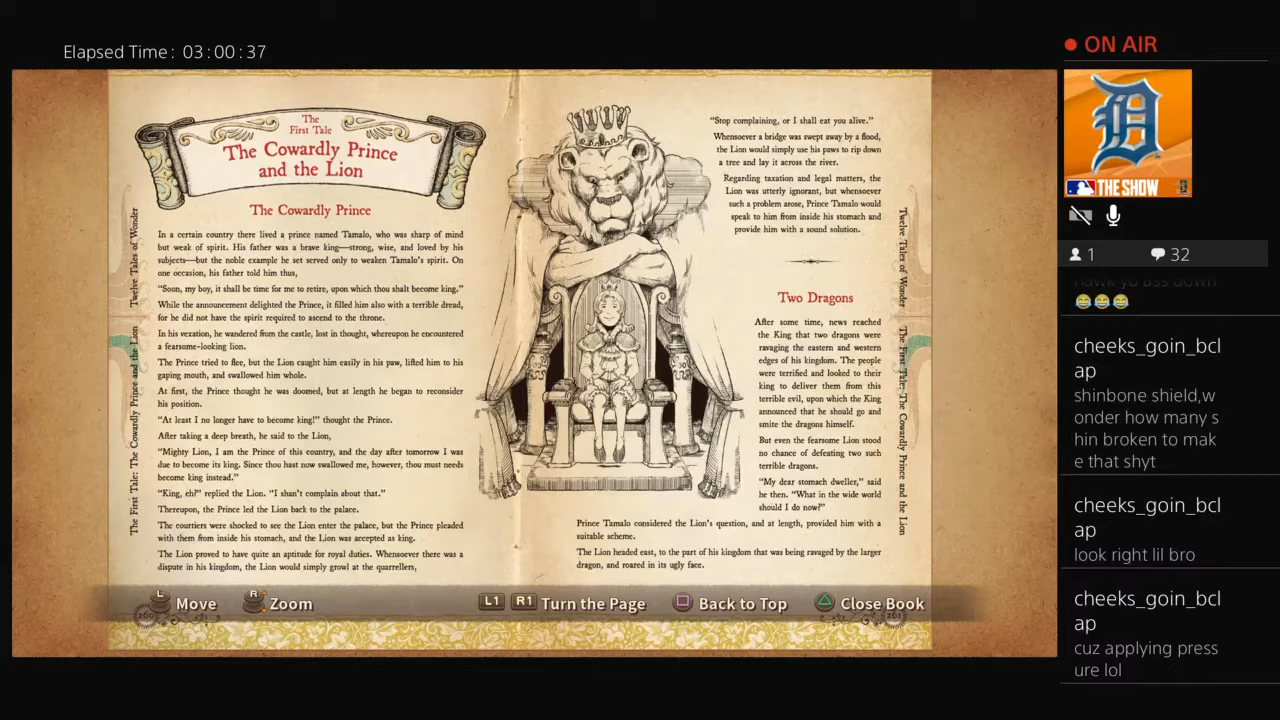 Elapsed Time: 03:00:37
ON AIR
The
First Tale
The Cowardly Prince
and the Lion
The Cowardly Prince
In a certain country there lived a prince named Tamalo, who was sharp of mind
but weak of spirit. His father was a brave king—strong, wise, and loved by his
subjects—but the noble example he set served only to weaken Tamalo's spirit. On
one occasion, his father told him thus,
"Soon, my boy, it shall be time for me to retire, upon which thou shalt become king."
While the announcement delighted the Prince, it filled him also with a terrible dread,
for he did not have the spirit required to ascend to the throne.
In his vexation, he wandered from the castle, lost in thought, whereupon he encountered
a fearsome-looking lion.
The Prince tried to flee, but the Lion caught him easily in his paw, lifted him to his
gaping mouth, and swallowed him whole.
At first, the Prince thought he was doomed, but at length he began to reconsider
his position.
"At least I no longer have to become king!" thought the Prince.
After taking a deep breath, he said to the Lion,
"Mighty Lion, I am the Prince of this country, and the day after tomorrow I was
due to become its king. Since thou hast now swallowed me, however, thou must needs
become king instead."
"King, eh?" replied the Lion. "I shan't complain about that."
Thereupon, the Prince led the Lion back to the palace.
The courtiers were shocked to see the Lion enter the palace, but the Prince pleaded
with them from inside his stomach, and the Lion was accepted as king.
The Lion proved to have quite an aptitude for royal duties. Whensoever there was a
dispute in his kingdom, the Lion would simply growl at the quarrellers,
Twelve Tales of Wonder
The First Tale: The Cowardly Prince and the Lion
260
"Stop complaining, or I shall eat you alive."
Whensoever a bridge was swept away by a flood,
the Lion would simply use his paws to rip down
a tree and lay it across the river.
Regarding taxation and legal matters, the
Lion was utterly ignorant, but whensoever
such a problem arose, Prince Tamalo would
speak to him from inside his stomach and
provide him with a sound solution.
Two Dragons
After some time, news reached
the King that two dragons were
ravaging the eastern and western
edges of his kingdom. The people
were terrified and looked to their
king to deliver them from this
terrible evil, upon which the King
announced that he should go and
smite the dragons himself.
But even the fearsome Lion stood
no chance of defeating two such
terrible dragons.
"My dear stomach dweller," said
he then. "What in the wide world
should I do now?"
Prince Tamalo considered the Lion's question, and at length, provided him with a
suitable scheme.
The Lion headed east, to the part of his kingdom that was being ravaged by the larger
dragon, and roared in its ugly face.
Twelve Tales of Wonder
The First Tale: The Cowardly Prince and the Lion
261
L Move
R Zoom
L1 R1 Turn the Page
Back to Top
Close Book
D
MLB THE SHOW
1
32
hawk yo ass down
😂😂😂
cheeks_goin_bcl
ap
shinbone shield,w
onder how many s
hin broken to mak
e that shyt
cheeks_goin_bcl
ap
look right lil bro
cheeks_goin_bcl
ap
cuz applying press
ure lol